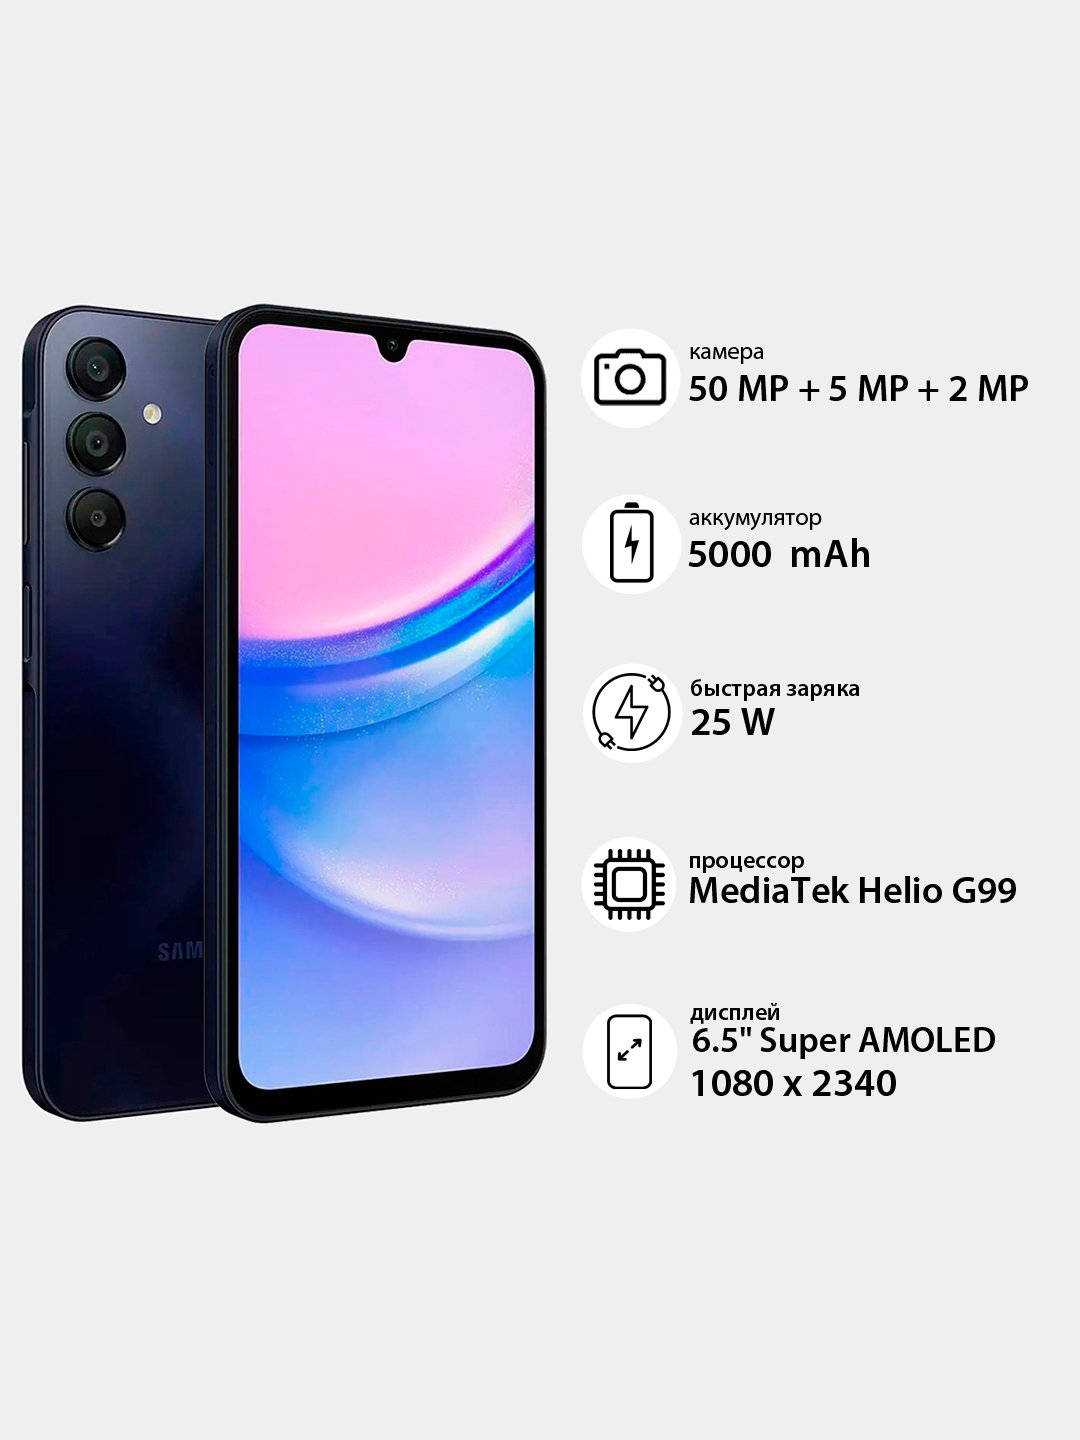 SAM
камера
50 MP + 5 MP + 2 MP
аккумулятор
5000 mAh
быстрая заряка
25 W
процессор
MediaTek Helio G99
дисплей
6.5" Super AMOLED
1080 x 2340